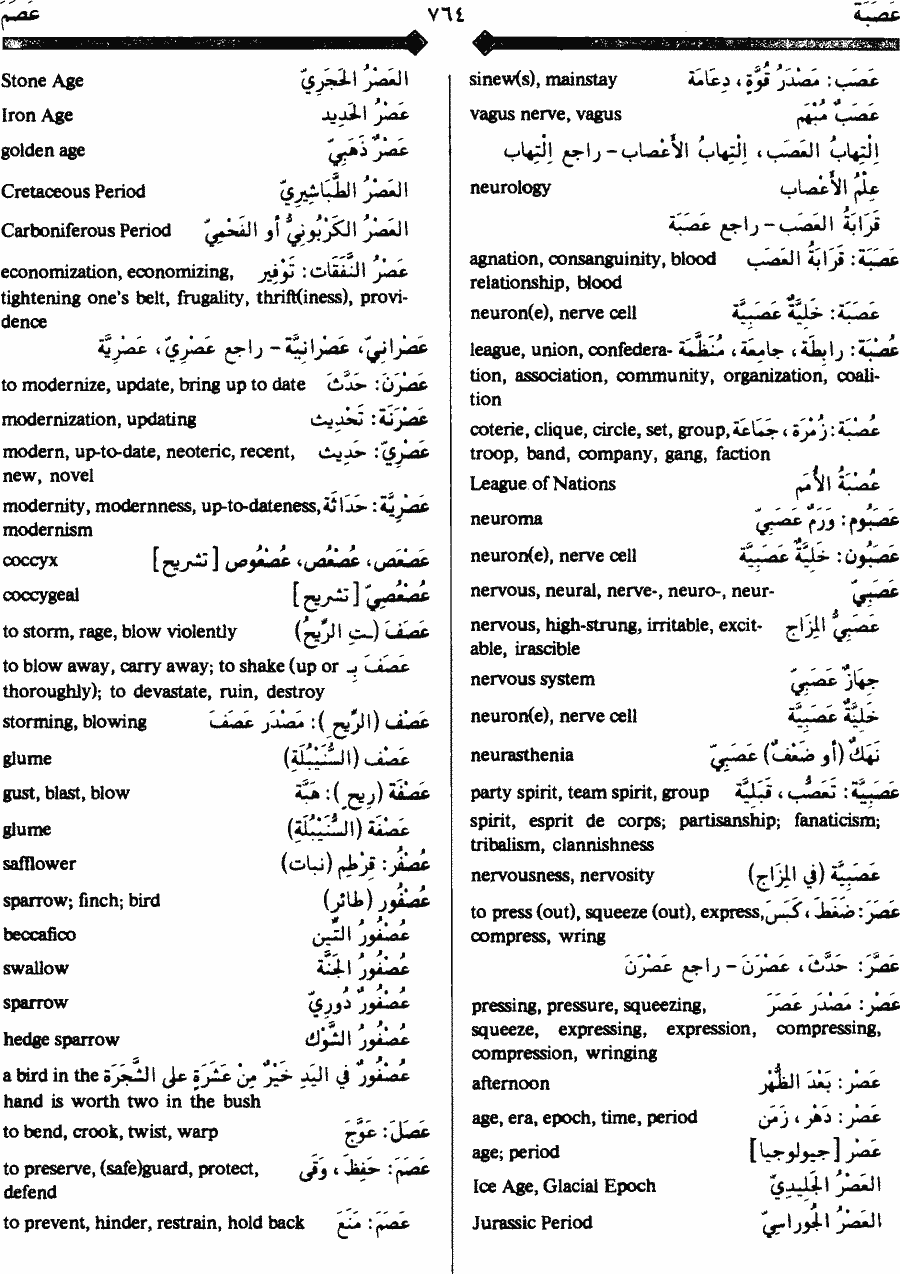 عَصَبَة ٧٦٤ عَصَمَ
عَصَب: مَصْدَرُ قُوَّة، دِعَامَة sinew(s), mainstay
عَصَبٌ مُبْهَم vagus nerve, vagus
اِلْتِهابُ العَصَب، اِلْتِهابُ الأَعْصاب - راجع اِلْتِهاب
عِلْمُ الأَعْصاب neurology
قَرَابَةُ العَصَب - راجع عَصَبَة
عَصَبَة: قَرَابَةُ العَصَب agnation, consanguinity, blood
relationship, blood
عَصَبَة: خَلِيَّةٌ عَصَبِيَّة neuron(e), nerve cell
عُصْبَة: رابِطَة، جامِعَة، مُنَظَّمَة league, union, confedera-
tion, association, community, organization, coali-
tion
عُصْبَة: زُمْرَة، جَمَاعَة coterie, clique, circle, set, group,
troop, band, company, gang, faction
عُصْبَةُ الأُمَم League of Nations
عَصَبُوم: وَرَمٌ عَصَبِيّ neuroma
عَصَبُون: خَلِيَّةٌ عَصَبِيَّة neuron(e), nerve cell
عَصَبِيّ nervous, neural, nerve-, neuro-, neur-
عَصَبِيُّ المِزَاج nervous, high-strung, irritable, excit-
able, irascible
جِهَازٌ عَصَبِيّ nervous system
خَلِيَّةٌ عَصَبِيَّة neuron(e), nerve cell
نَهَكٌ (أو ضَعْفٌ) عَصَبِيّ neurasthenia
عَصَبِيَّة: تَعَصُّب، قَبَلِيَّة party spirit, team spirit, group
spirit, esprit de corps; partisanship; fanaticism;
tribalism, clannishness
عَصَبِيَّة (في المِزَاج) nervousness, nervosity
عَصَرَ: ضَغَطَ، كَبَسَ to press (out), squeeze (out), express,
compress, wring
عَصَّرَ: حَدَّثَ، عَصْرَنَ - راجع عَصْرَنَ
عَصْر: مصدر عَصَرَ pressing, pressure, squeezing,
squeeze, expressing, expression, compressing,
compression, wringing
عَصْر: بَعْدَ الظُّهْر afternoon
عَصْر: دَهْر، زَمَن age, era, epoch, time, period
عَصْر [جيولوجيا] age; period
العَصْرُ الجَلِيدِيّ Ice Age, Glacial Epoch
العَصْرُ الجُوراسِيّ Jurassic Period
العَصْرُ الحَجَرِيّ Stone Age
عَصْرُ الحَدِيد Iron Age
عَصْرٌ ذَهَبِيّ golden age
العَصْرُ الطَّبَاشِيرِيّ Cretaceous Period
العَصْرُ الكَرْبُونِيُّ أو الفَحْمِيّ Carboniferous Period
عَصْرُ النَّفَقَات: تَوْفِير economization, economizing,
tightening one's belt, frugality, thrift(iness), provi-
dence
عَصْرانِيّ، عَصْرانِيَّة - راجع عَصْرِيّ، عَصْرِيَّة
عَصْرَنَ: حَدَّثَ to modernize, update, bring up to date
عَصْرَنَة: تَحْدِيث modernization, updating
عَصْرِيّ: حَدِيث modern, up-to-date, neoteric, recent,
new, novel
عَصْرِيَّة: حَدَاثَة modernity, modernness, up-to-dateness,
modernism
عَصْعَص، عُصْعُص، عُصْعُوص [تشريح] coccyx
عُصْعُصِيّ [تشريح] coccygeal
عَصَفَ (ـَتِ الرِّيحُ) to storm, rage, blow violently
عَصَفَ بِـ to blow away, carry away; to shake (up or
thoroughly); to devastate, ruin, destroy
عَصْف (الرِّيحِ): مَصْدَر عَصَفَ storming, blowing
عَصْف (السُّنْبُلَةِ) glume
عَصْفَة (رِيحٍ): هَبَّة gust, blast, blow
عَصْفَة (السُّنْبُلَةِ) glume
عُصْفُر: قِرْطِم (نبات) safflower
عُصْفُور (طائر) sparrow; finch; bird
عُصْفُورُ التِّين beccafico
عُصْفُورُ الجَنَّة swallow
عُصْفُورٌ دُورِيّ sparrow
عُصْفُورُ الشَّوْك hedge sparrow
عُصْفُورٌ في اليَدِ خَيْرٌ مِنْ عَشَرَةٍ على الشَّجَرَة a bird in the
hand is worth two in the bush
عَصَلَ: عَوَّجَ to bend, crook, twist, warp
عَصَمَ: حَفِظَ، وَقَى to preserve, (safe)guard, protect,
defend
عَصَمَ: مَنَعَ to prevent, hinder, restrain, hold back